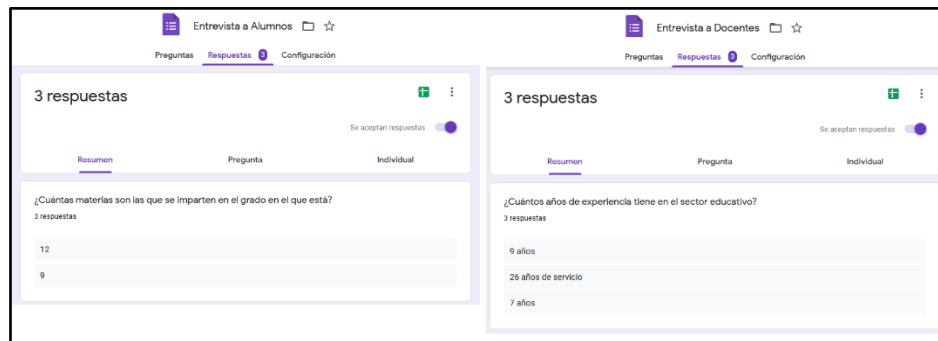 Entrevista a Alumnos
Preguntas Respuestas 3 Configuración
3 respuestas
Se aceptan respuestas
Resumen Pregunta Individual
¿Cuántas materias son las que se imparten en el grado en el que está?
3 respuestas
12
9
Entrevista a Docentes
Preguntas Respuestas 3 Configuración
3 respuestas
Se aceptan respuestas
Resumen Pregunta Individual
¿Cuántos años de experiencia tiene en el sector educativo?
3 respuestas
9 años
26 años de servicio
7 años